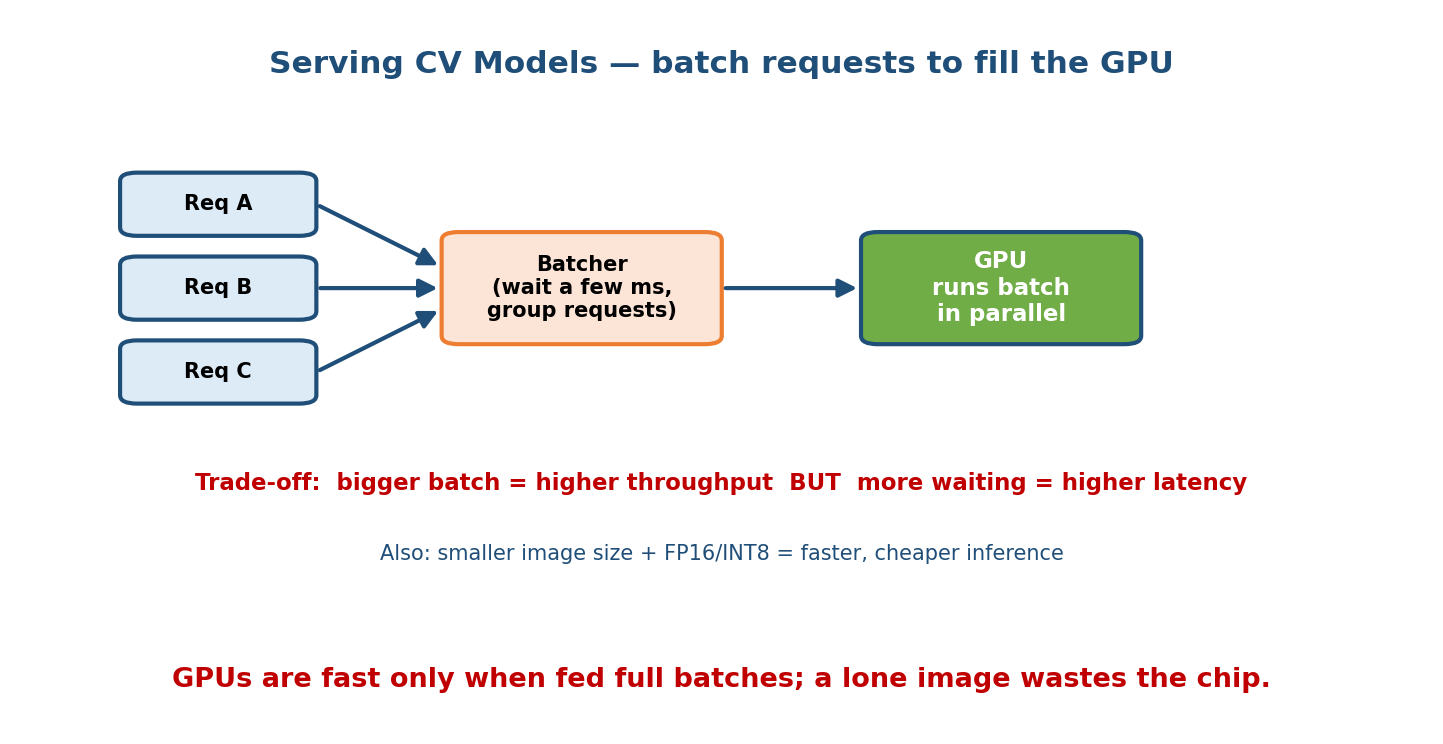 Serving CV Models — batch requests to fill the GPU
Req A
Req B
Req C
Batcher
(wait a few ms,
group requests)
GPU
runs batch
in parallel
Trade-off:  bigger batch = higher throughput  BUT  more waiting = higher latency
Also: smaller image size + FP16/INT8 = faster, cheaper inference
GPUs are fast only when fed full batches; a lone image wastes the chip.